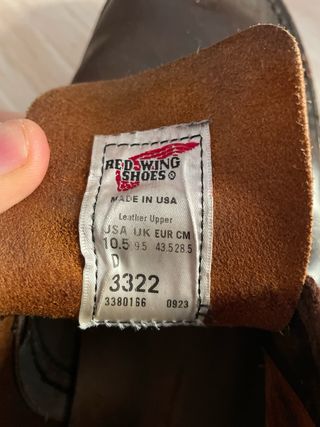 RED WING
SHOES®
MADE IN USA
Leather Upper
USA UK EUR CM
10.5 9.5 43.5 28.5
D
3322
3380166 0923